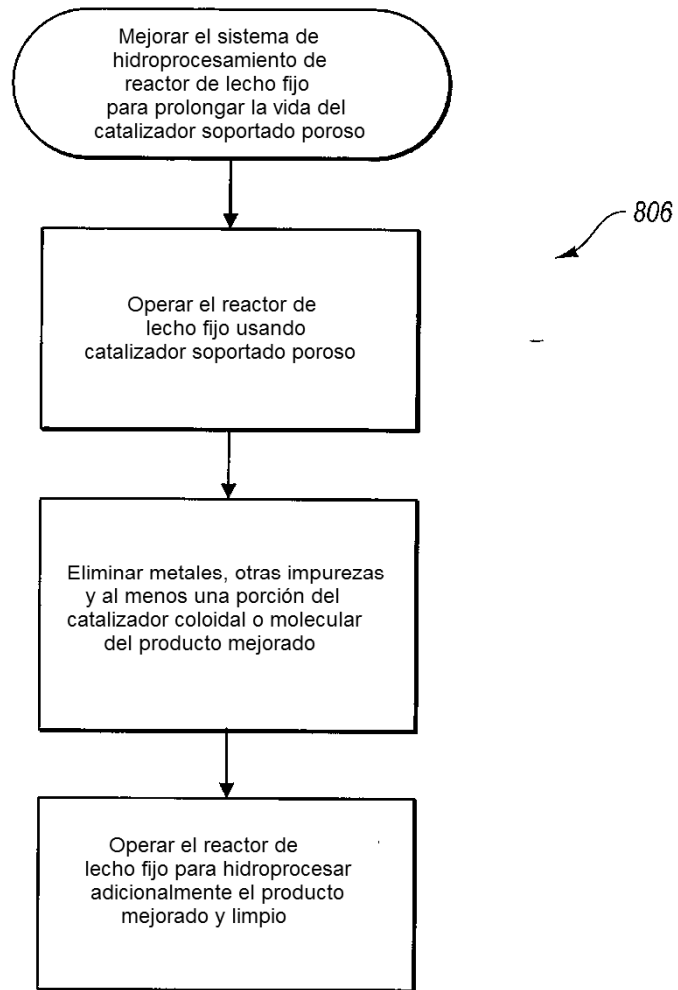 Mejorar el sistema de
hidroprocesamiento de
reactor de lecho fijo
para prolongar la vida del
catalizador soportado poroso
806
Operar el reactor de
lecho fijo usando
catalizador soportado poroso
Eliminar metales, otras impurezas
y al menos una porción del
catalizador coloidal o molecular
del producto mejorado
Operar el reactor de
lecho fijo para hidroprocesar
adicionalmente el producto
mejorado y limpio